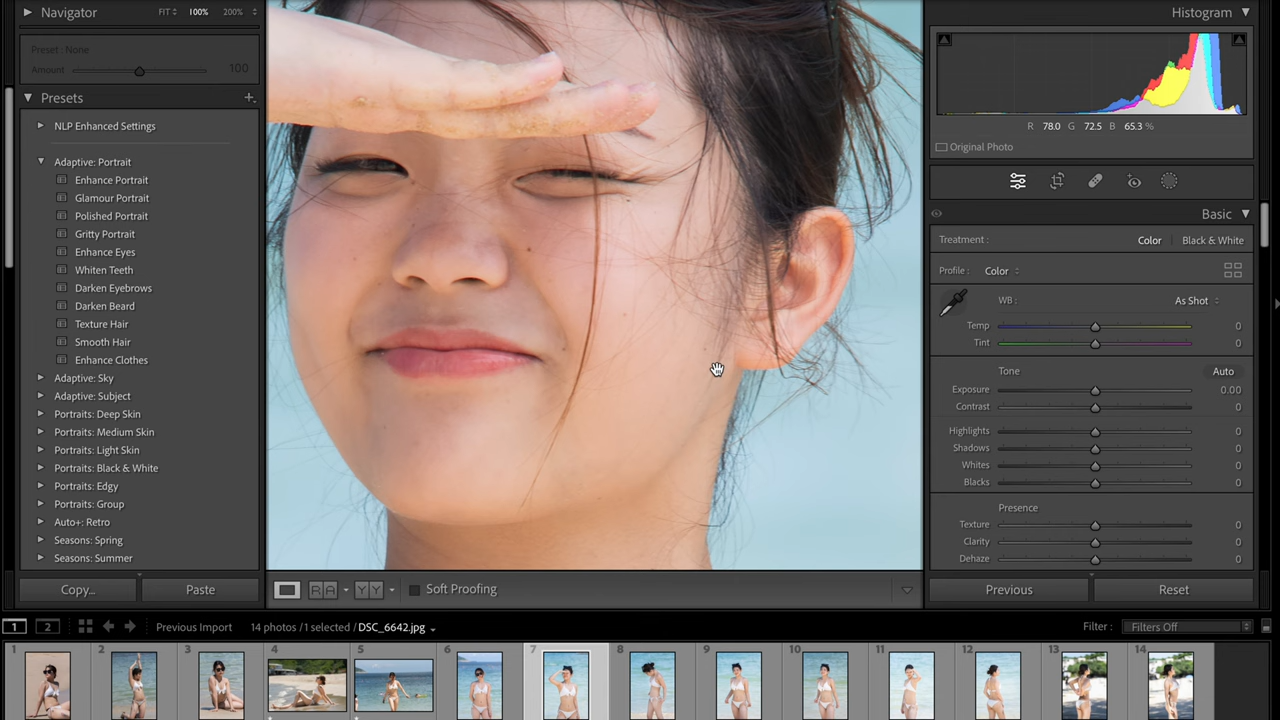 Navigator FIT 100% 200%
Preset : None
Amount 100
Presets
NLP Enhanced Settings
Adaptive: Portrait
Enhance Portrait
Glamour Portrait
Polished Portrait
Gritty Portrait
Enhance Eyes
Whiten Teeth
Darken Eyebrows
Darken Beard
Texture Hair
Smooth Hair
Enhance Clothes
Adaptive: Sky
Adaptive: Subject
Portraits: Deep Skin
Portraits: Medium Skin
Portraits: Light Skin
Portraits: Black & White
Portraits: Edgy
Portraits: Group
Auto+: Retro
Seasons: Spring
Seasons: Summer
Copy... Paste
Histogram
R 78.0 G 72.5 B 65.3 %
Original Photo
Basic
Treatment : Color Black & White
Profile : Color
WB : As Shot
Temp 0
Tint 0
Tone Auto
Exposure 0.00
Contrast 0
Highlights 0
Shadows 0
Whites 0
Blacks 0
Presence
Texture 0
Clarity 0
Dehaze 0
Previous Reset
R A Y Y Soft Proofing
1 2 Previous Import 14 photos / 1 selected / DSC_6642.jpg Filter : Filters Off
1 2 3 4 5 6 7 8 9 10 11 12 13 14